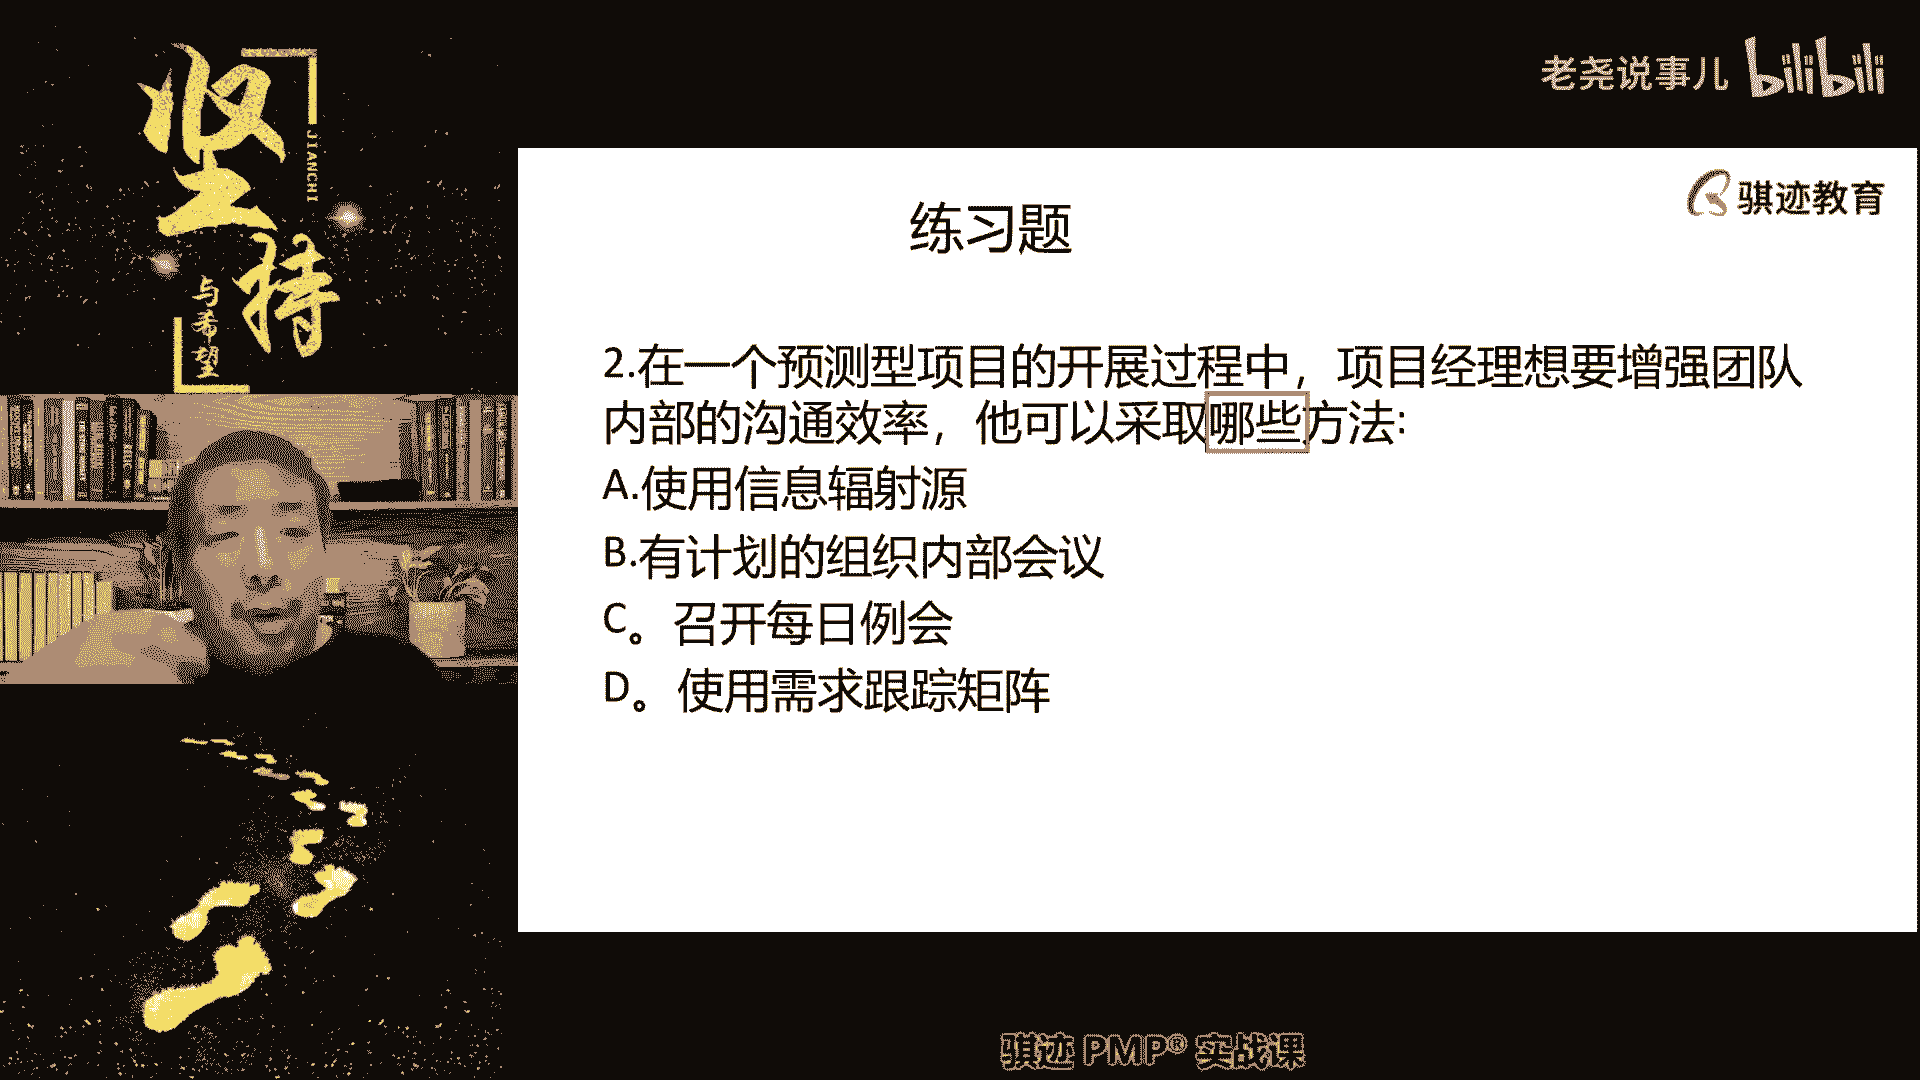 坚持
JIANCHI
与希望
老尧说事儿 bilibili
骐迹教育
练习题
2.在一个预测型项目的开展过程中，项目经理想要增强团队
内部的沟通效率，他可以采取哪些方法:
A.使用信息辐射源
B.有计划的组织内部会议
C。召开每日例会
D。使用需求跟踪矩阵
骐迹 PMP® 实战课